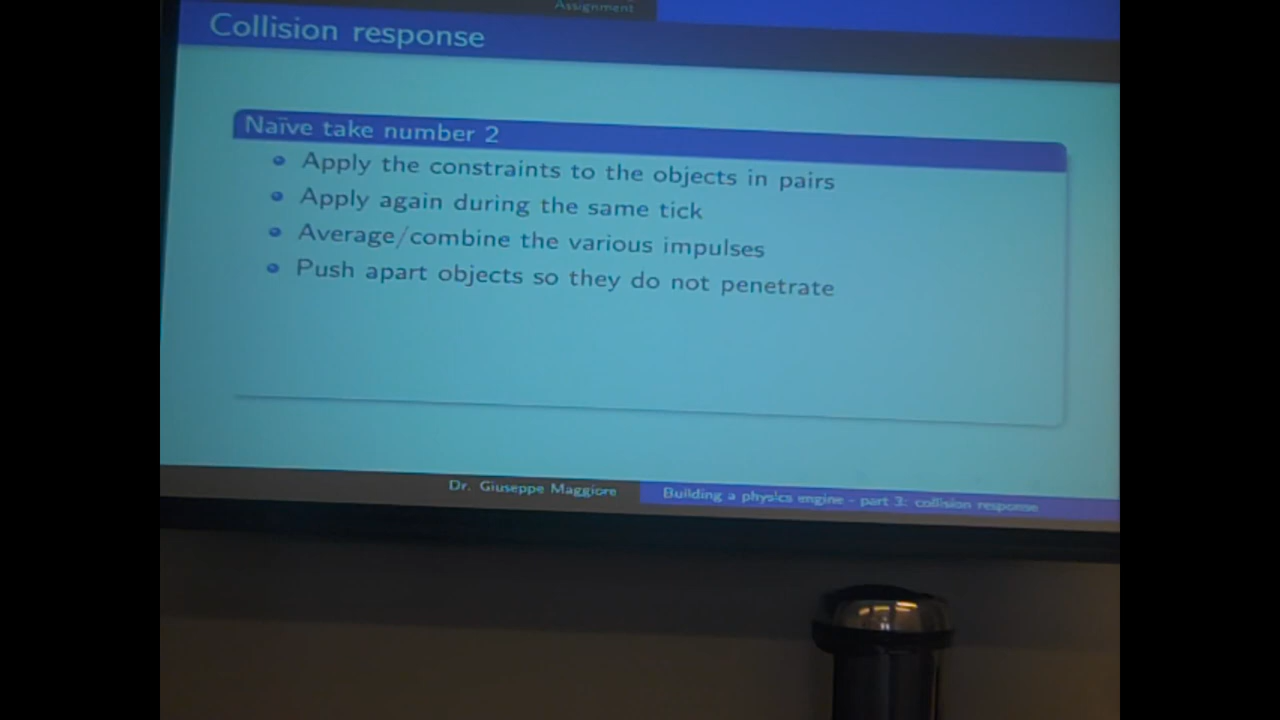 Assignment
Collision response
Naïve take number 2
Apply the constraints to the objects in pairs
Apply again during the same tick
Average/combine the various impulses
Push apart objects so they do not penetrate
Dr. Giuseppe Maggiore
Building a physics engine - part 3: collision response